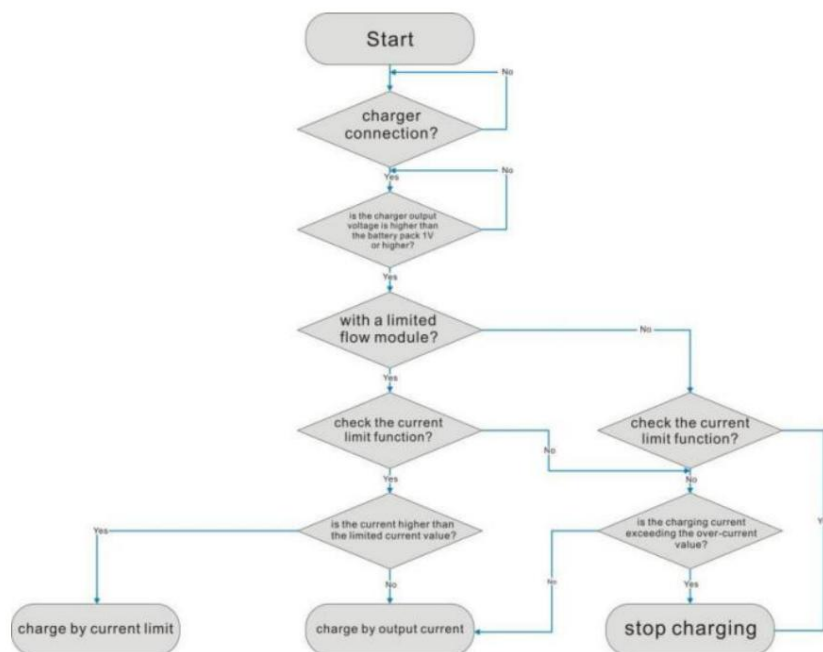 Start
No
charger
connection?
No
Yes
is the charger output
voltage is higher than
the battery pack 1V
or higher?
Yes
with a limited
flow module?
No
Yes
check the current
limit function?
check the current
limit function?
No
Yes
No
is the current higher than
the limited current value?
is the charging current
exceeding the over-current
value?
Yes
No
No
Yes
charge by current limit
charge by output current
stop charging